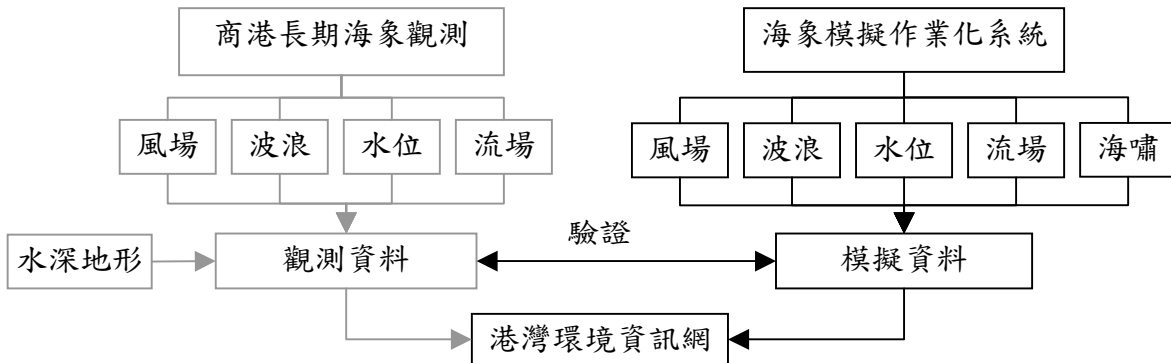 商港長期海象觀測
海象模擬作業化系統
風場
波浪
水位
流場
風場
波浪
水位
流場
海嘯
水深地形
觀測資料
驗證
模擬資料
港灣環境資訊網